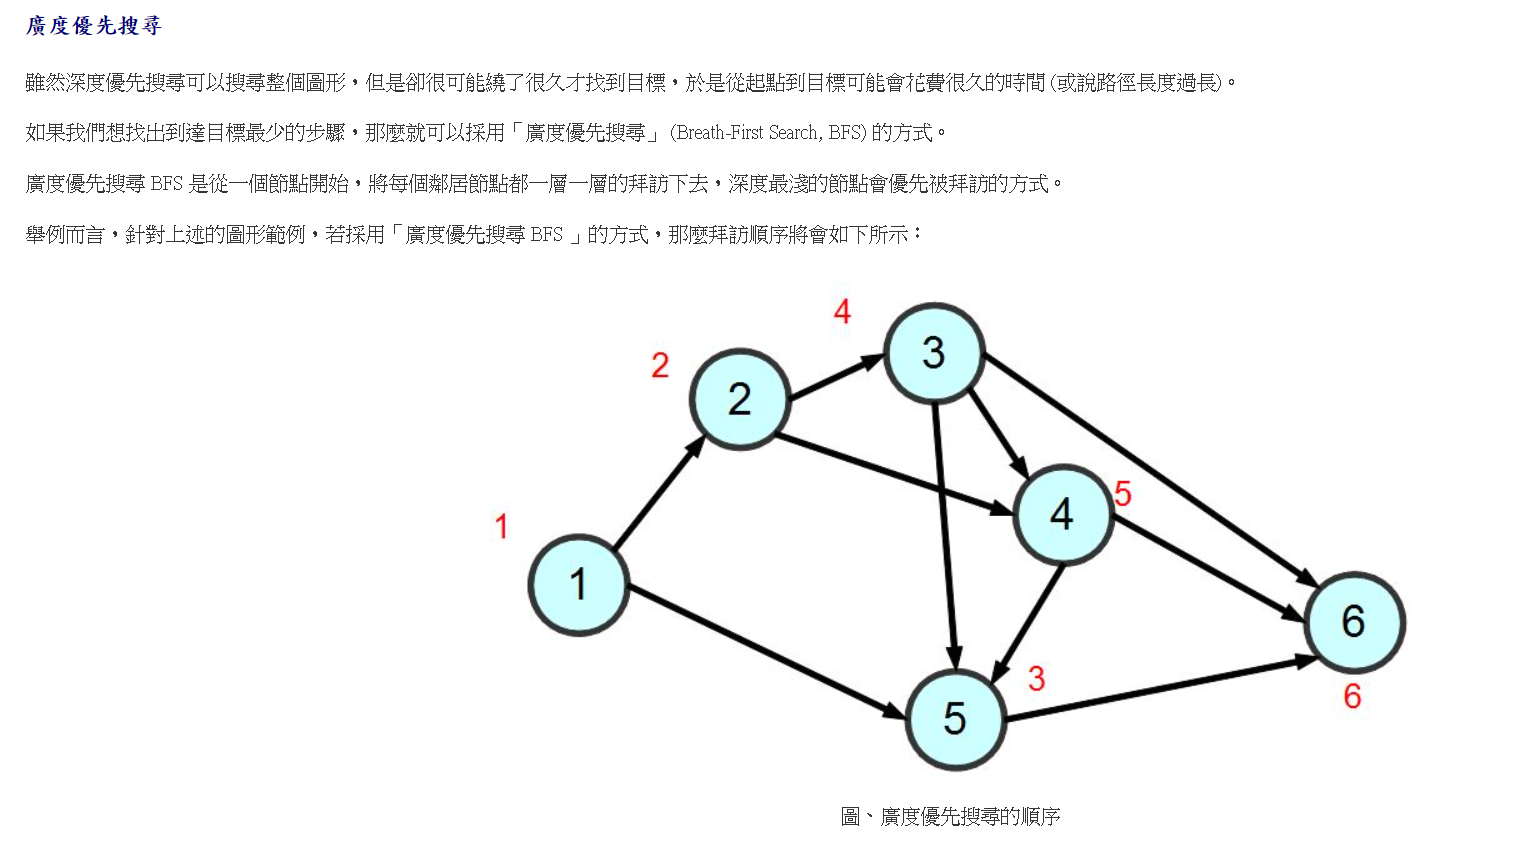 廣度優先搜尋
雖然深度優先搜尋可以搜尋整個圖形，但是卻很可能繞了很久才找到目標，於是從起點到目標可能會花費很久的時間 (或說路徑長度過長)。
如果我們想找出到達目標最少的步驟，那麼就可以採用「廣度優先搜尋」 (Breath-First Search, BFS) 的方式。
廣度優先搜尋 BFS 是從一個節點開始，將每個鄰居節點都一層一層的拜訪下去，深度最淺的節點會優先被拜訪的方式。
舉例而言，針對上述的圖形範例，若採用「廣度優先搜尋 BFS 」的方式，那麼拜訪順序將會如下所示：
4
3
2
2
5
4
1
1
6
3
5
6
圖、廣度優先搜尋的順序